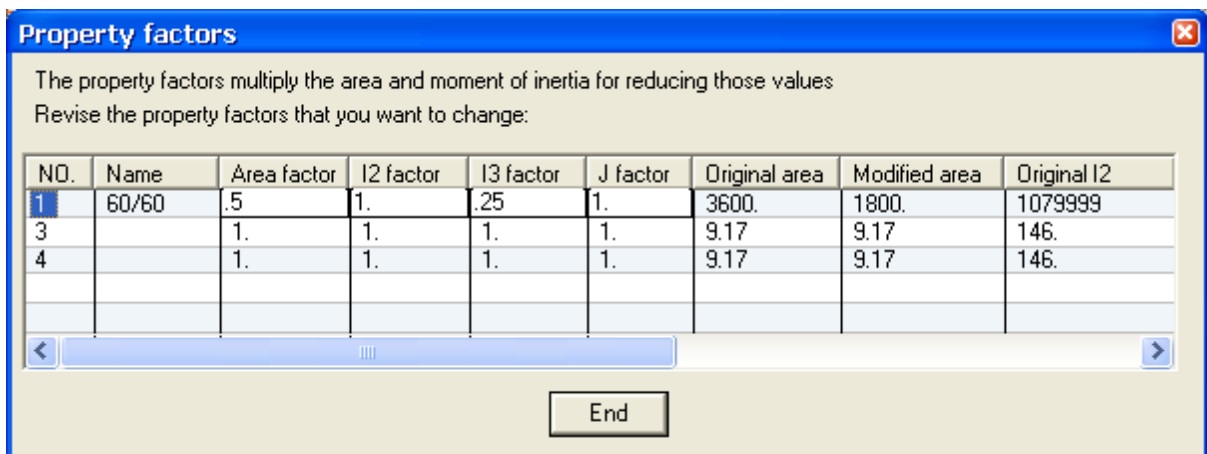 Property factors
The property factors multiply the area and moment of inertia for reducing those values
Revise the property factors that you want to change:
NO. Name Area factor I2 factor I3 factor J factor Original area Modified area Original I2
1 60/60 .5 1. .25 1. 3600. 1800. 1079999
3 1. 1. 1. 1. 9.17 9.17 146.
4 1. 1. 1. 1. 9.17 9.17 146.
End